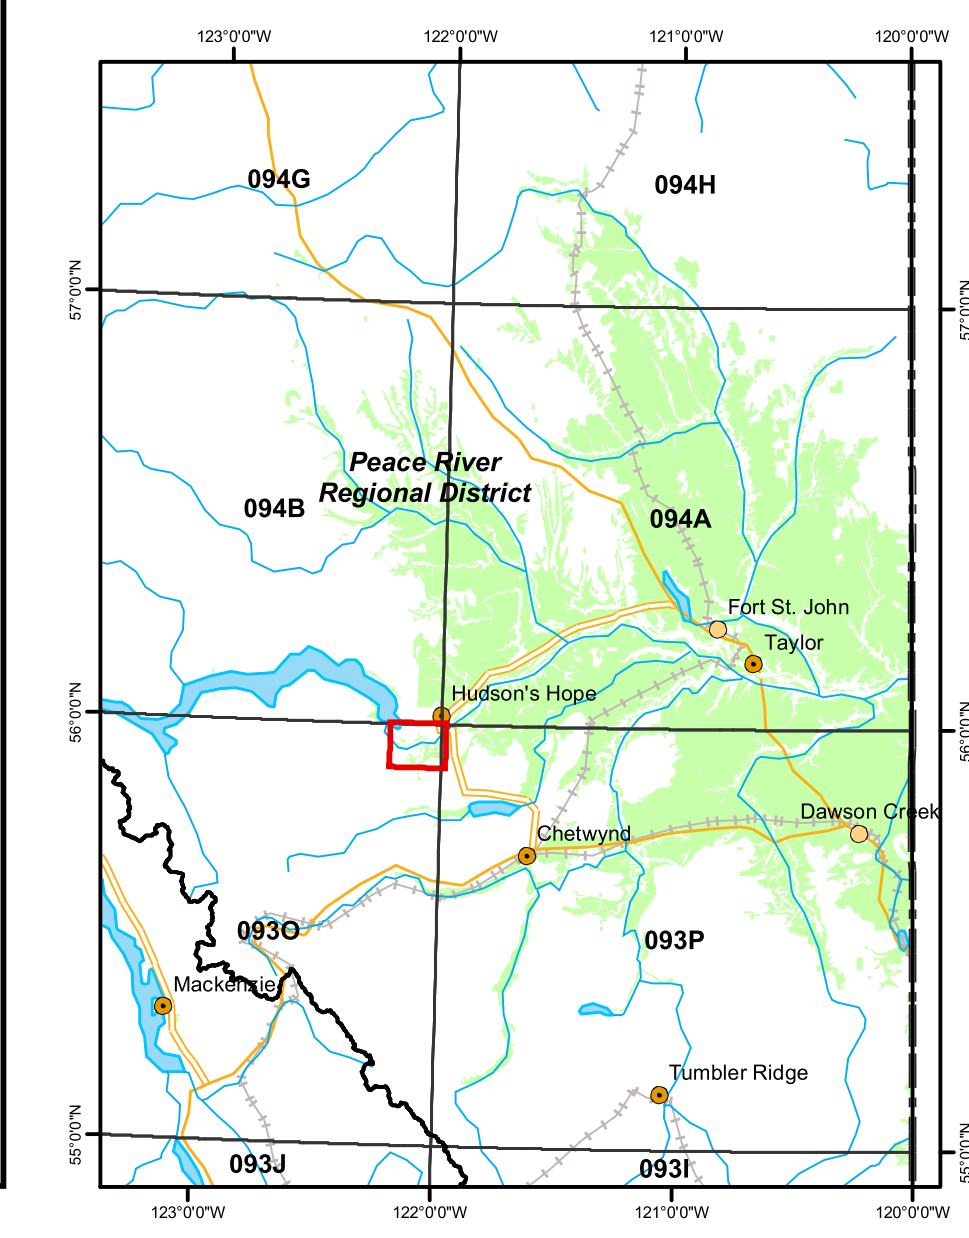 123°0'0"W
122°0'0"W
121°0'0"W
120°0'0"W
094G
094H
57°0'0"N
57°0'0"N
Peace River
Regional District
094B
094A
Fort St. John
Taylor
Hudson's Hope
56°0'0"N
56°0'0"N
Dawson Creek
Chetwynd
093O
093P
Mackenzie
Tumbler Ridge
55°0'0"N
55°0'0"N
093J
093I
123°0'0"W
122°0'0"W
121°0'0"W
120°0'0"W